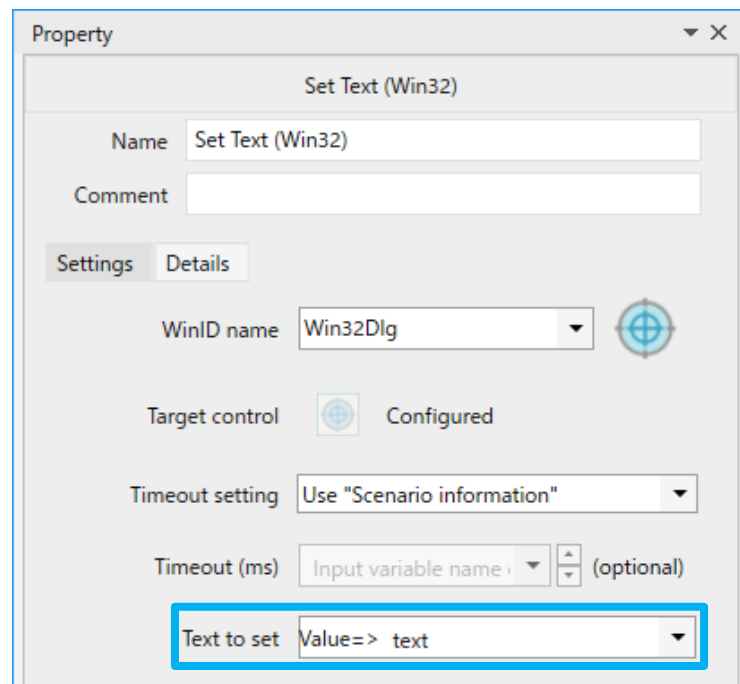 Property
Set Text (Win32)
Name Set Text (Win32)
Comment
Settings Details
WinID name Win32Dlg
Target control Configured
Timeout setting Use "Scenario information"
Timeout (ms) Input variable name (optional)
Text to set Value=> text